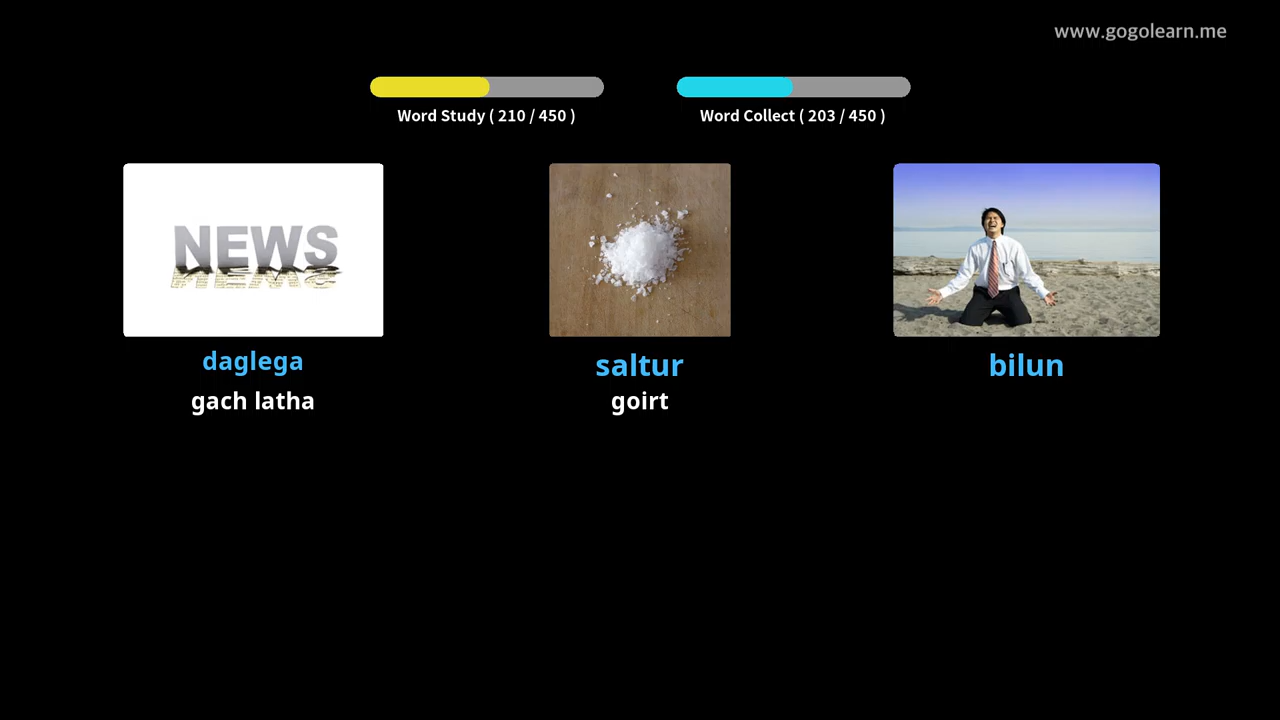 www.gogolearn.me
Word Study ( 210 / 450 )
Word Collect ( 203 / 450 )
NEWS
daglega
saltur
bilun
gach latha
goirt